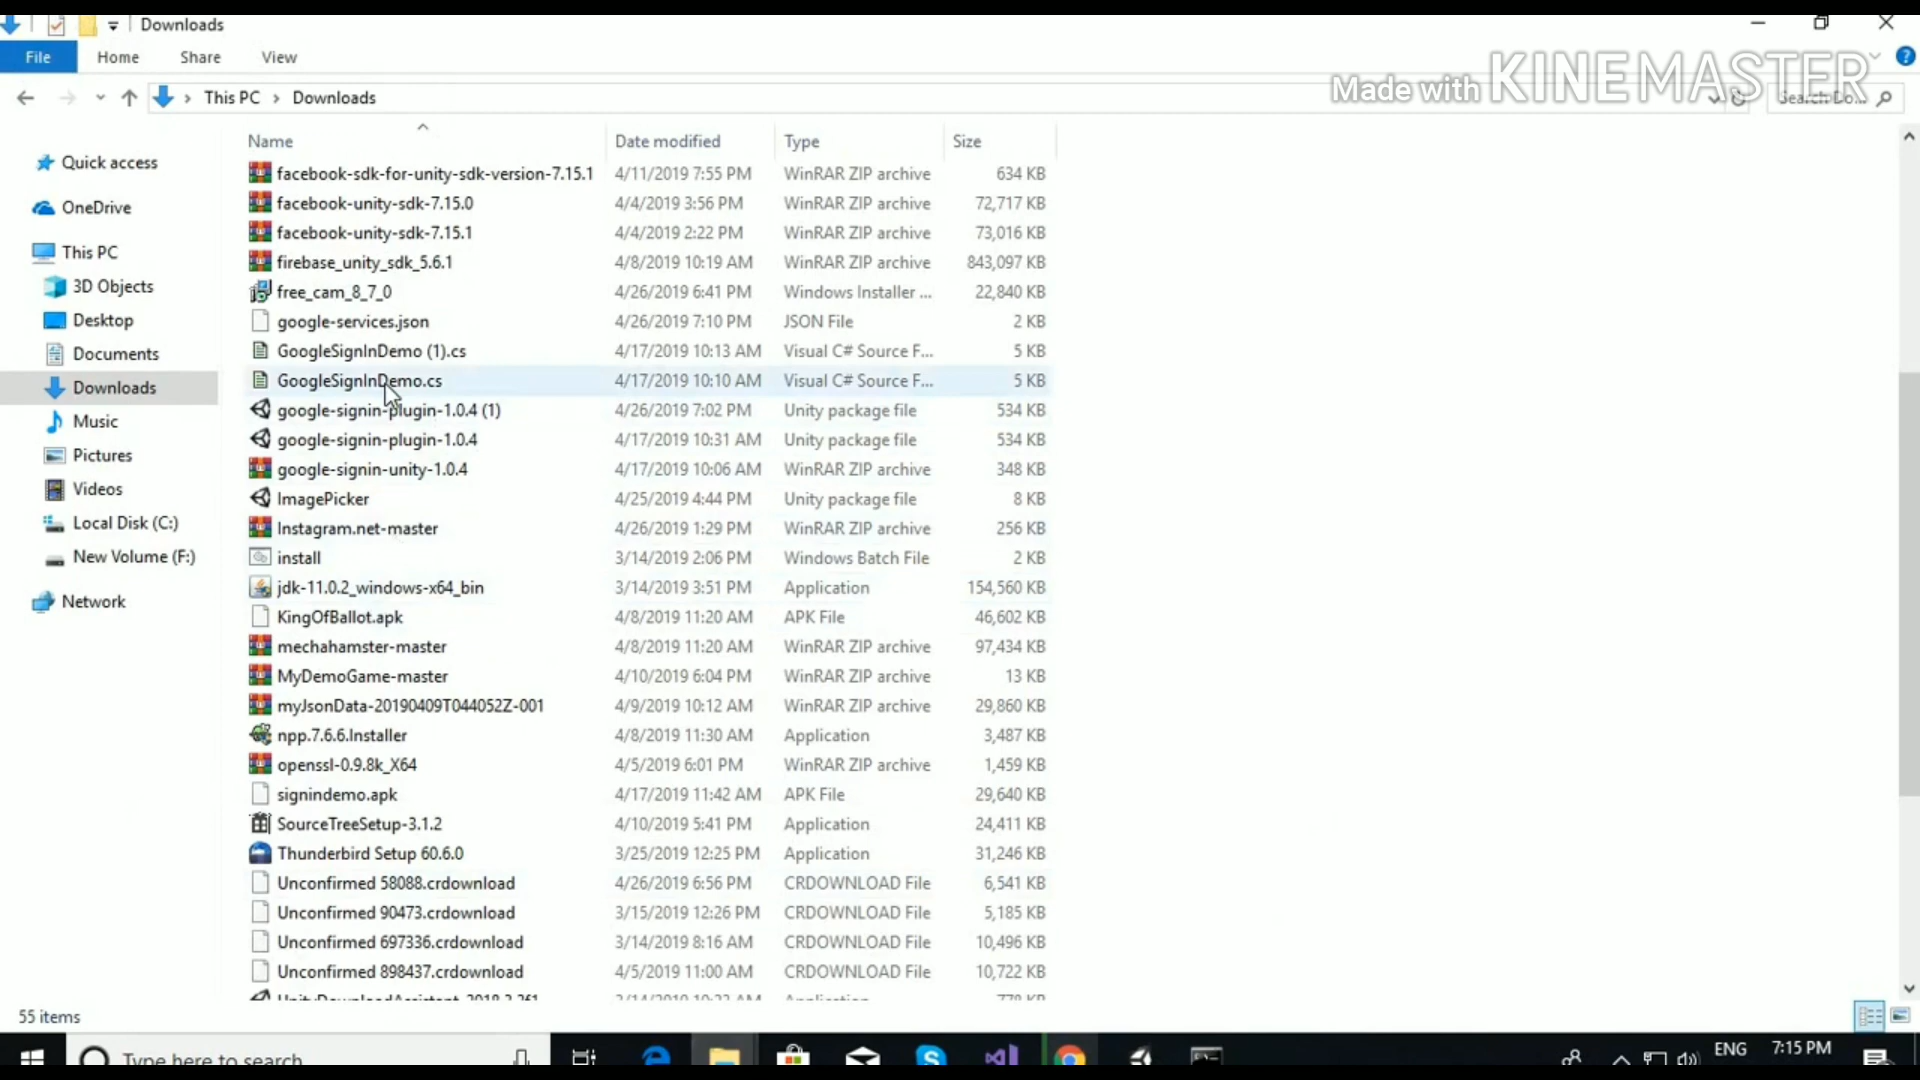 Downloads
File Home Share View
Made with KINEMASTER
This PC Downloads Search Do...
Name Date modified Type Size
Quick access
OneDrive
This PC
3D Objects
Desktop
Documents
Downloads
Music
Pictures
Videos
Local Disk (C:)
New Volume (F:)
Network
facebook-sdk-for-unity-sdk-version-7.15.1 4/11/2019 7:55 PM WinRAR ZIP archive 634 KB
facebook-unity-sdk-7.15.0 4/4/2019 3:56 PM WinRAR ZIP archive 72,717 KB
facebook-unity-sdk-7.15.1 4/4/2019 2:22 PM WinRAR ZIP archive 73,016 KB
firebase_unity_sdk_5.6.1 4/8/2019 10:19 AM WinRAR ZIP archive 843,097 KB
free_cam_8_7_0 4/26/2019 6:41 PM Windows Installer ... 22,840 KB
google-services.json 4/26/2019 7:10 PM JSON File 2 KB
GoogleSignInDemo (1).cs 4/17/2019 10:13 AM Visual C# Source F... 5 KB
GoogleSignInDemo.cs 4/17/2019 10:10 AM Visual C# Source F... 5 KB
google-signin-plugin-1.0.4 (1) 4/26/2019 7:02 PM Unity package file 534 KB
google-signin-plugin-1.0.4 4/17/2019 10:31 AM Unity package file 534 KB
google-signin-unity-1.0.4 4/17/2019 10:06 AM WinRAR ZIP archive 348 KB
ImagePicker 4/25/2019 4:44 PM Unity package file 8 KB
Instagram.net-master 4/26/2019 1:29 PM WinRAR ZIP archive 256 KB
install 3/14/2019 2:06 PM Windows Batch File 2 KB
jdk-11.0.2_windows-x64_bin 3/14/2019 3:51 PM Application 154,560 KB
KingOfBallot.apk 4/8/2019 11:20 AM APK File 46,602 KB
mechahamster-master 4/8/2019 11:20 AM WinRAR ZIP archive 97,434 KB
MyDemoGame-master 4/10/2019 6:04 PM WinRAR ZIP archive 13 KB
myJsonData-20190409T044052Z-001 4/9/2019 10:12 AM WinRAR ZIP archive 29,860 KB
npp.7.6.6.Installer 4/8/2019 11:30 AM Application 3,487 KB
openssl-0.9.8k_X64 4/5/2019 6:01 PM WinRAR ZIP archive 1,459 KB
signindemo.apk 4/17/2019 11:42 AM APK File 29,640 KB
SourceTreeSetup-3.1.2 4/10/2019 5:41 PM Application 24,411 KB
Thunderbird Setup 60.6.0 3/25/2019 12:25 PM Application 31,246 KB
Unconfirmed 58088.crdownload 4/26/2019 6:56 PM CRDOWNLOAD File 6,541 KB
Unconfirmed 90473.crdownload 3/15/2019 12:26 PM CRDOWNLOAD File 5,185 KB
Unconfirmed 697336.crdownload 3/14/2019 8:16 AM CRDOWNLOAD File 10,496 KB
Unconfirmed 898437.crdownload 4/5/2019 11:00 AM CRDOWNLOAD File 10,722 KB
55 items
Type here to search
ENG 7:15 PM